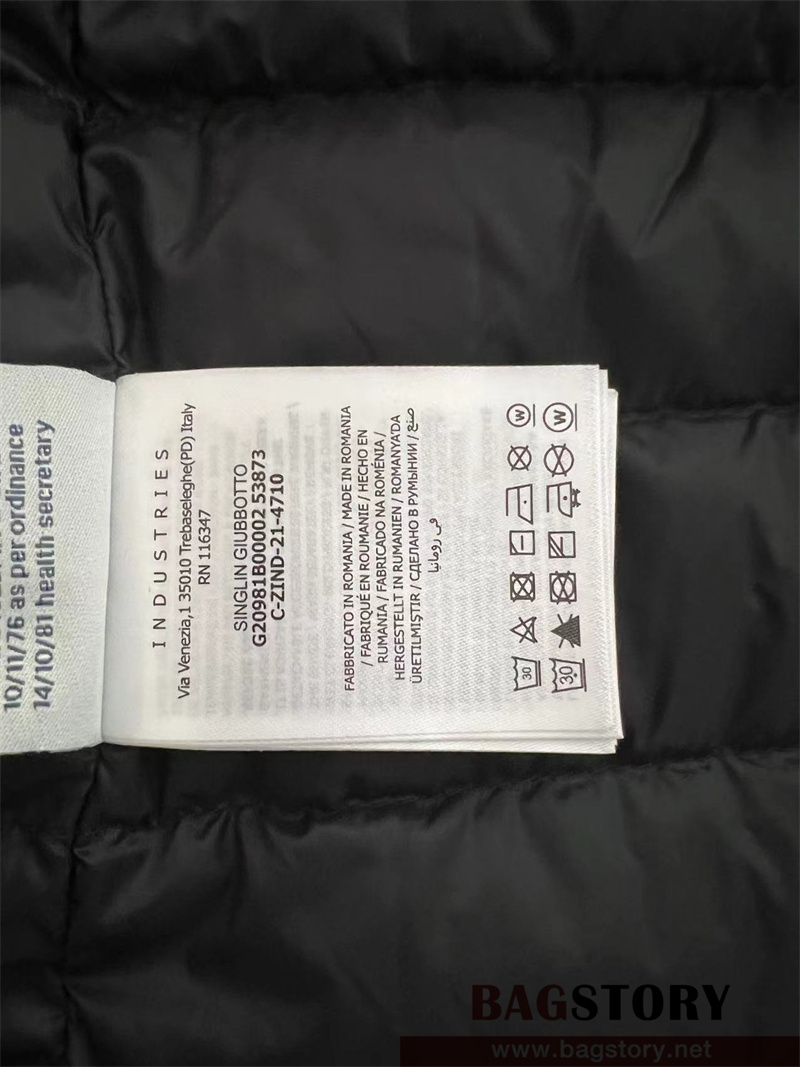 10/11/76 as per ordinance
14/10/81 health secretary
INDUSTRIES
Via Venezia,1 35010 Trebaseleghe(PD) Italy
RN 116347
SINGLIN GIUBBOTTO
G20981B00002 53873
C-ZIND-21-4710
FABBRICATO IN ROMANIA / MADE IN ROMANIA
/ FABRIQUÉ EN ROUMANIE / HECHO EN
RUMANIA / FABRICADO NA ROMÉNIA /
HERGESTELLT IN RUMANIEN / ROMANYA'DA
ÜRETILMIŞTIR / СДЕЛАНО В РУМЫНИИ / صنع
في رومانيا
30 W
30 W
BAGSTORY
www.bagstory.net